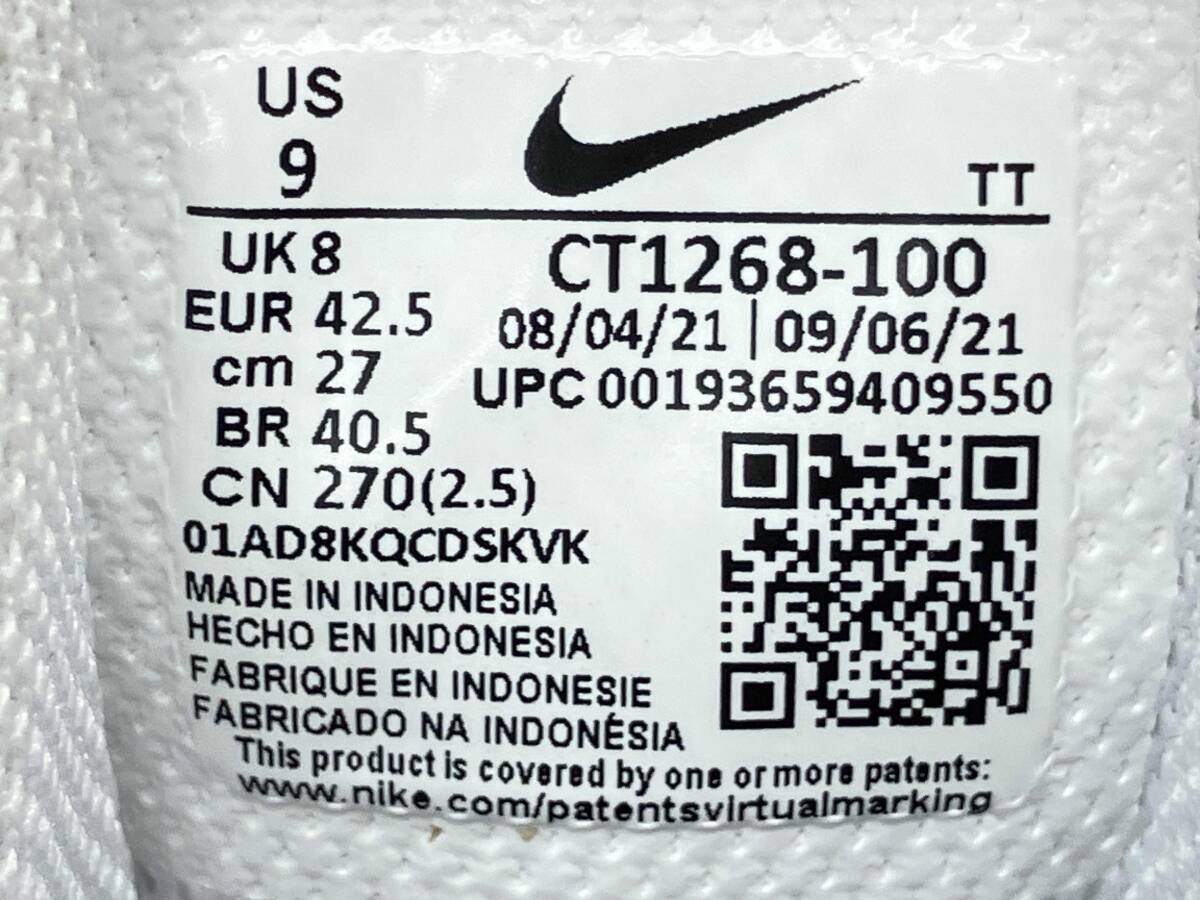 US
9
TT
UK 8
EUR 42.5
cm 27
BR 40.5
CN 270(2.5)
CT1268-100
08/04/21 | 09/06/21
UPC 00193659409550
01AD8KQCDSKVK
MADE IN INDONESIA
HECHO EN INDONESIA
FABRIQUE EN INDONESIE
FABRICADO NA INDONÉSIA
This product is covered by one or more patents:
www.nike.com/patentsvirtualmarking